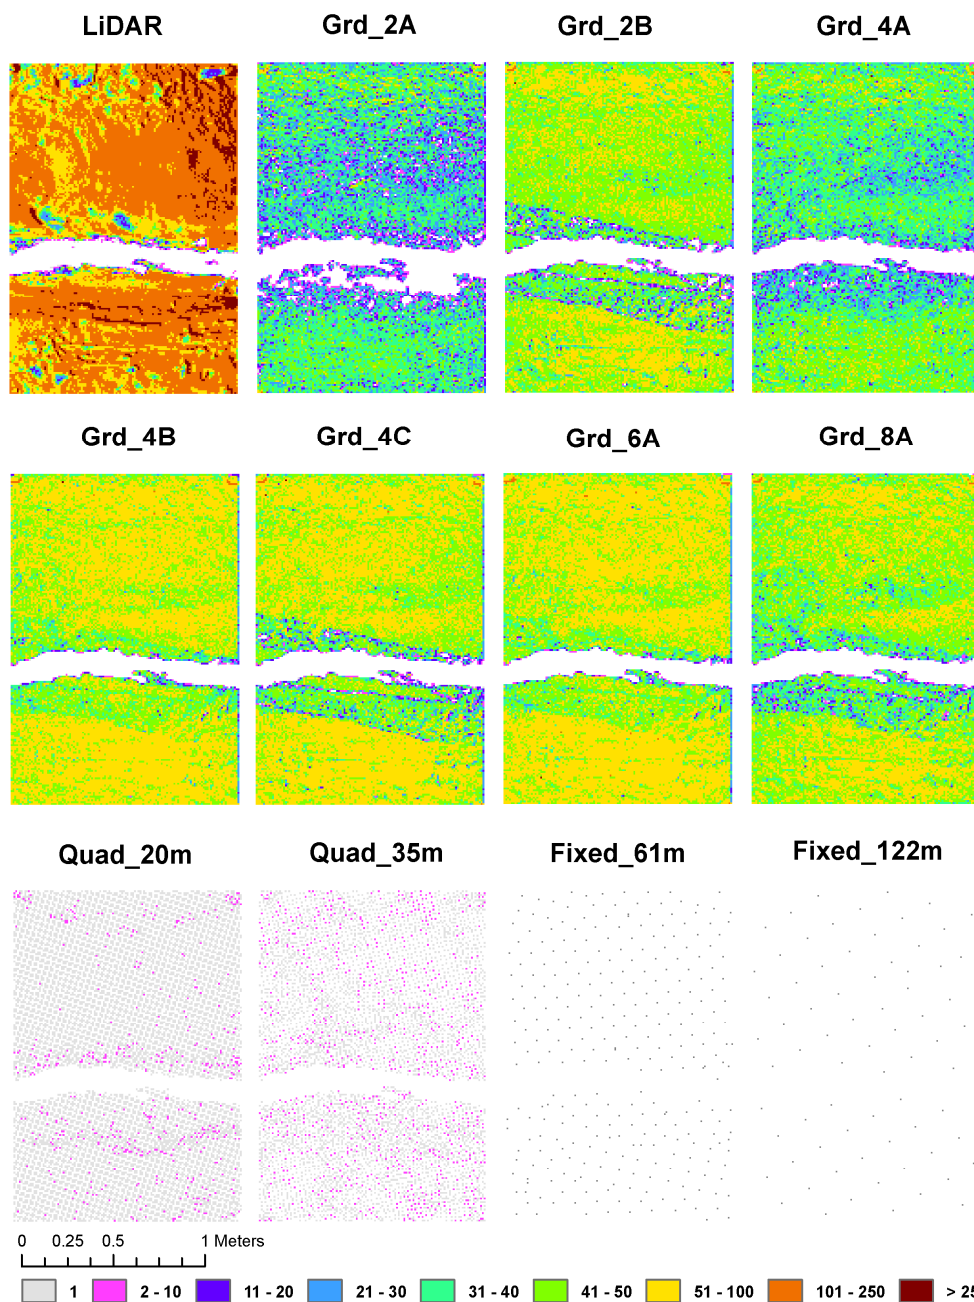 LiDAR Grd_2A Grd_2B Grd_4A
Grd_4B Grd_4C Grd_6A Grd_8A
Quad_20m Quad_35m Fixed_61m Fixed_122m
0 0.25 0.5 1 Meters
1 2 - 10 11 - 20 21 - 30 31 - 40 41 - 50 51 - 100 101 - 250 > 25